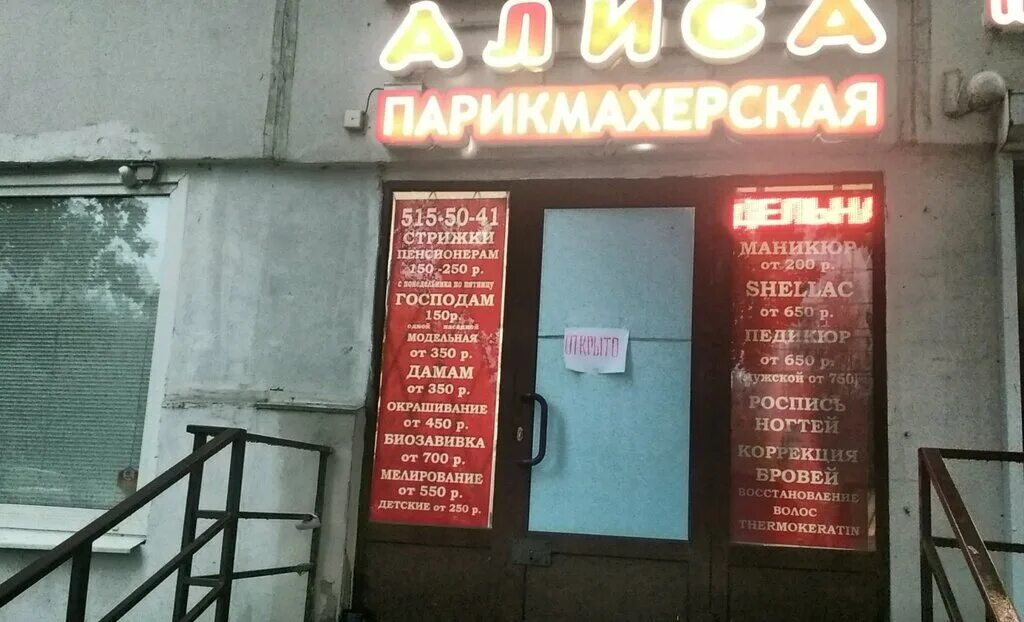 АЛИСА
ПАРИКМАХЕРСКАЯ
515-50-41
СТРИЖКИ
ПЕНСИОНЕРАМ
150-250 р.
с понедельника по пятницу
ГОСПОДАМ
150р.
одной насадкой
МОДЕЛЬНАЯ
от 350 р.
ДАМАМ
от 350 р.
ОКРАШИВАНИЕ
от 450 р.
БИОЗАВИВКА
от 700 р.
МЕЛИРОВАНИЕ
от 550 р.
ДЕТСКИЕ от 250 р.
ОТКРЫТО
ДЕЛЬНА
МАНИКЮР
от 200 р.
SHELLAC
от 650 р.
ПЕДИКЮР
от 650 р.
мужской от 750р
РОСПИСЬ
НОГТЕЙ
КОРРЕКЦИЯ
БРОВЕЙ
ВОССТАНОВЛЕНИЕ
ВОЛОС
THERMOKERATIN